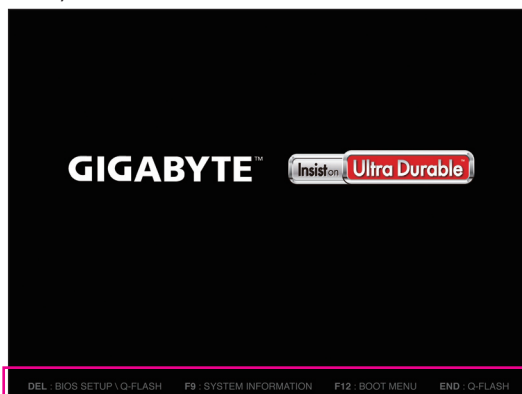 GIGABYTE™ Insist on Ultra Durable™
DEL : BIOS SETUP \ Q-FLASH F9 : SYSTEM INFORMATION F12 : BOOT MENU END : Q-FLASH